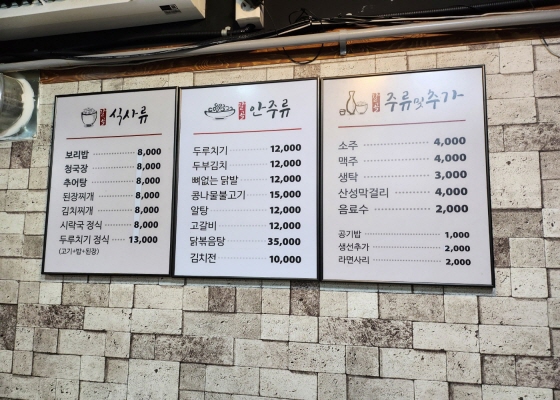 식사류
보리밥 8,000
청국장 8,000
추어탕 8,000
된장찌개 8,000
김치찌개 8,000
시락국 정식 8,000
두루치기 정식 13,000
(고기+밥+된장)
안주류
두루치기 12,000
두부김치 12,000
뼈없는 닭발 12,000
콩나물불고기 15,000
알탕 12,000
고갈비 12,000
닭볶음탕 35,000
김치전 10,000
주류 및 추가
소주 4,000
맥주 4,000
생탁 3,000
산성막걸리 4,000
음료수 2,000
공기밥 1,000
생선추가 2,000
라면사리 2,000